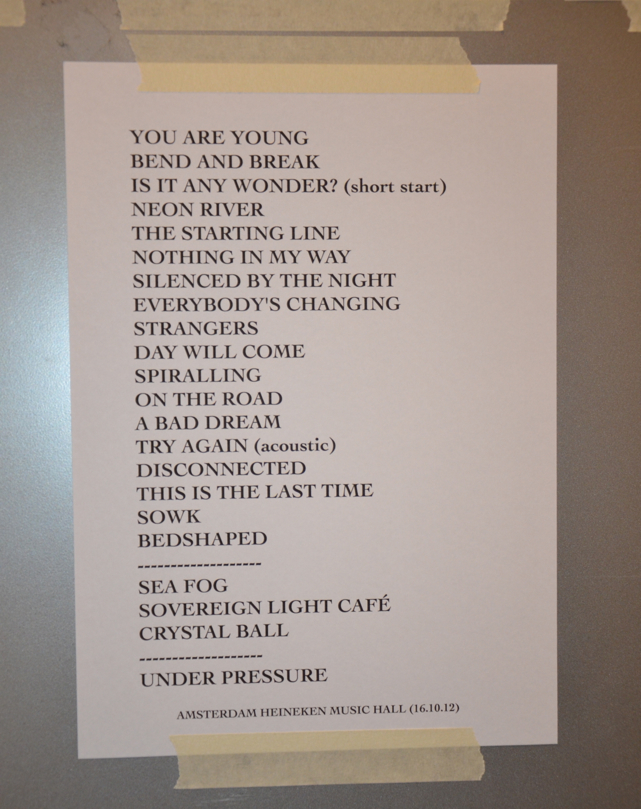 YOU ARE YOUNG
BEND AND BREAK
IS IT ANY WONDER? (short start)
NEON RIVER
THE STARTING LINE
NOTHING IN MY WAY
SILENCED BY THE NIGHT
EVERYBODY'S CHANGING
STRANGERS
DAY WILL COME
SPIRALLING
ON THE ROAD
A BAD DREAM
TRY AGAIN (acoustic)
DISCONNECTED
THIS IS THE LAST TIME
SOWK
BEDSHAPED
-------------------
SEA FOG
SOVEREIGN LIGHT CAFÉ
CRYSTAL BALL
-------------------
UNDER PRESSURE
AMSTERDAM HEINEKEN MUSIC HALL (16.10.12)